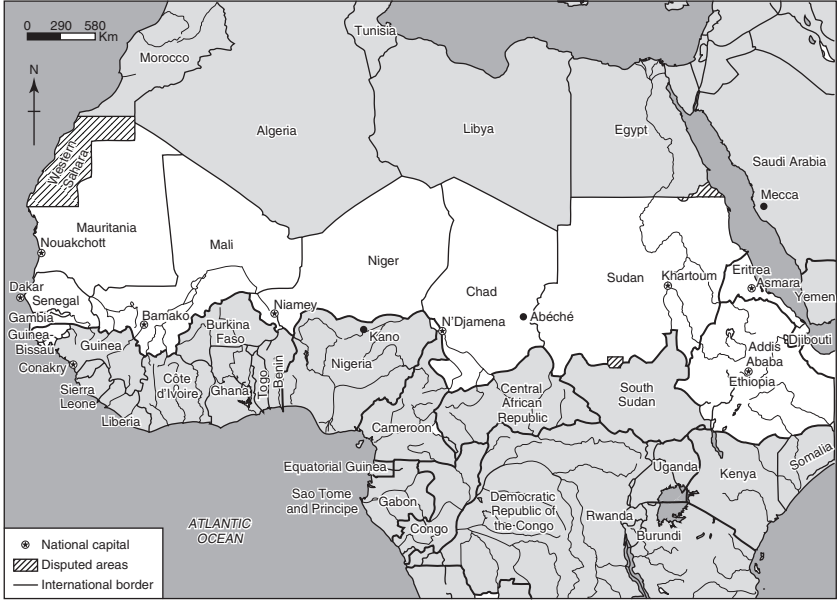 0 290 580
Km
N
Tunisia
Morocco
Algeria
Libya
Egypt
Western
Sahara
Saudi Arabia
Mecca
Mauritania
Nouakchott
Mali
Niger
Chad
Sudan
Khartoum
Eritrea
Asmara
Yemen
Dakar
Senegal
Gambia
Guinea-
Bissau
Guinea
Conakry
Sierra
Leone
Liberia
Bamako
Burkina
Faso
Niamey
Côte
d'Ivoire
Ghana
Togo
Benin
Kano
Nigeria
N'Djamena
Abéché
Djibouti
Addis
Ababa
Ethiopia
South
Sudan
Central
African
Republic
Cameroon
Equatorial Guinea
Sao Tome
and Principe
Gabon
Congo
Democratic
Republic of
the Congo
Uganda
Kenya
Somalia
Rwanda
Burundi
ATLANTIC
OCEAN
National capital
Disputed areas
International border